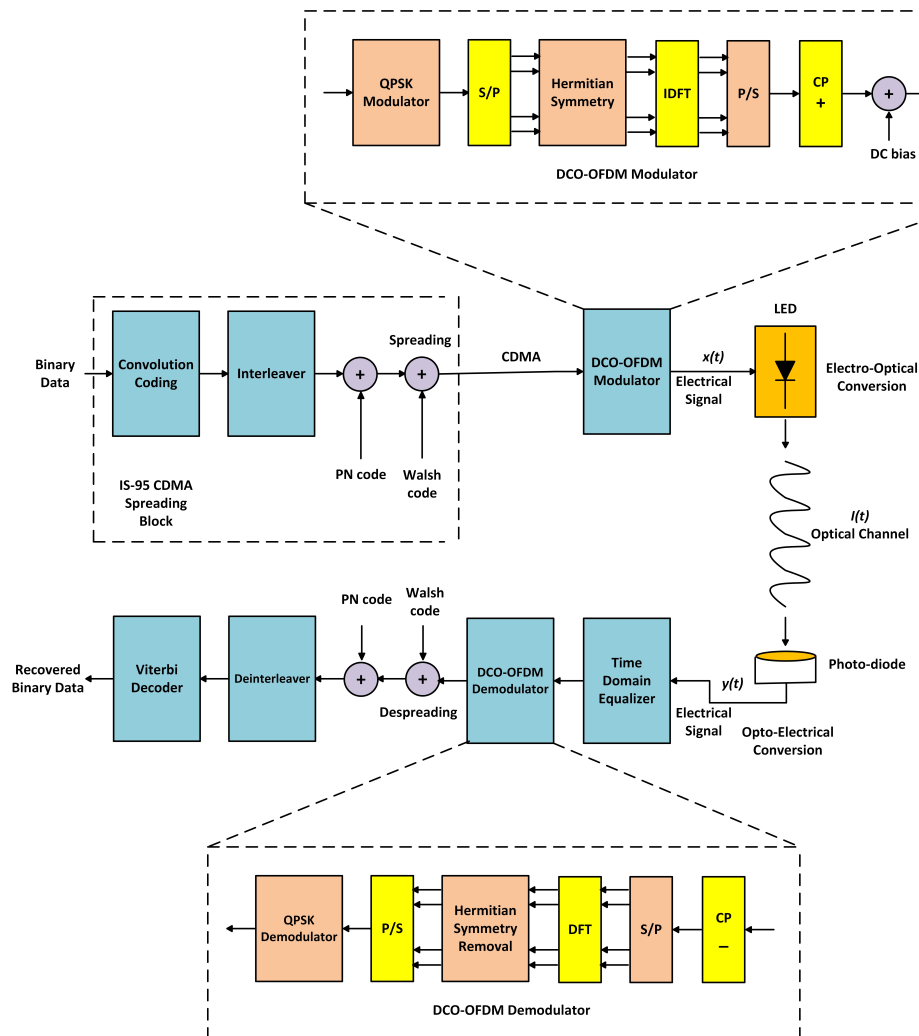 QPSK
Modulator
S/P
Hermitian
Symmetry
IDFT
P/S
CP
+
+
DC bias
DCO-OFDM Modulator
Binary
Data
Convolution
Coding
Interleaver
Spreading
+
+
PN code
Walsh
code
IS-95 CDMA
Spreading
Block
CDMA
DCO-OFDM
Modulator
x(t)
Electrical
Signal
LED
Electro-Optical
Conversion
I(t)
Optical Channel
Recovered
Binary Data
Viterbi
Decoder
Deinterleaver
PN code
Walsh
code
+
+
Despreading
DCO-OFDM
Demodulator
Time
Domain
Equalizer
y(t)
Electrical
Signal
Photo-diode
Opto-Electrical
Conversion
QPSK
Demodulator
P/S
Hermitian
Symmetry
Removal
DFT
S/P
CP
–
DCO-OFDM Demodulator